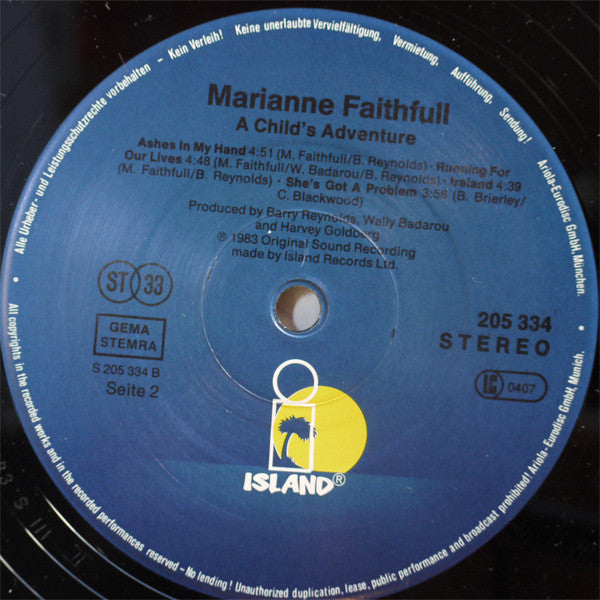 Alle Urheber- und Leistungsschutzrechte vorbehalten - Kein Verleih! Keine unerlaubte Vervielfältigung, Vermietung, Aufführung, Sendung! Ariola-Eurodisc GmbH, München.
Marianne Faithfull
A Child's Adventure
Ashes In My Hand 4:51 (M. Faithfull/B. Reynolds) · Running For
Our Lives 4:48 (M. Faithfull/W. Badarou/B. Reynolds) · Ireland 4:39
(M. Faithfull/B. Reynolds) · She's Got A Problem 3:56 (B. Brierley/
C. Blackwood)
Produced by Barry Reynolds, Wally Badarou
and Harvey Goldberg
℗ 1983 Original Sound Recording
made by Island Records Ltd.
ST 33
GEMA
STEMRA
S 205 334 B
Seite 2
205 334
STEREO
LC 0407
ISLAND®
All copyrights in the recorded works and in the recorded performances reserved - No lending! Unauthorized duplication, lease, public performance and broadcast prohibited! Ariola-Eurodisc GmbH, Munich.